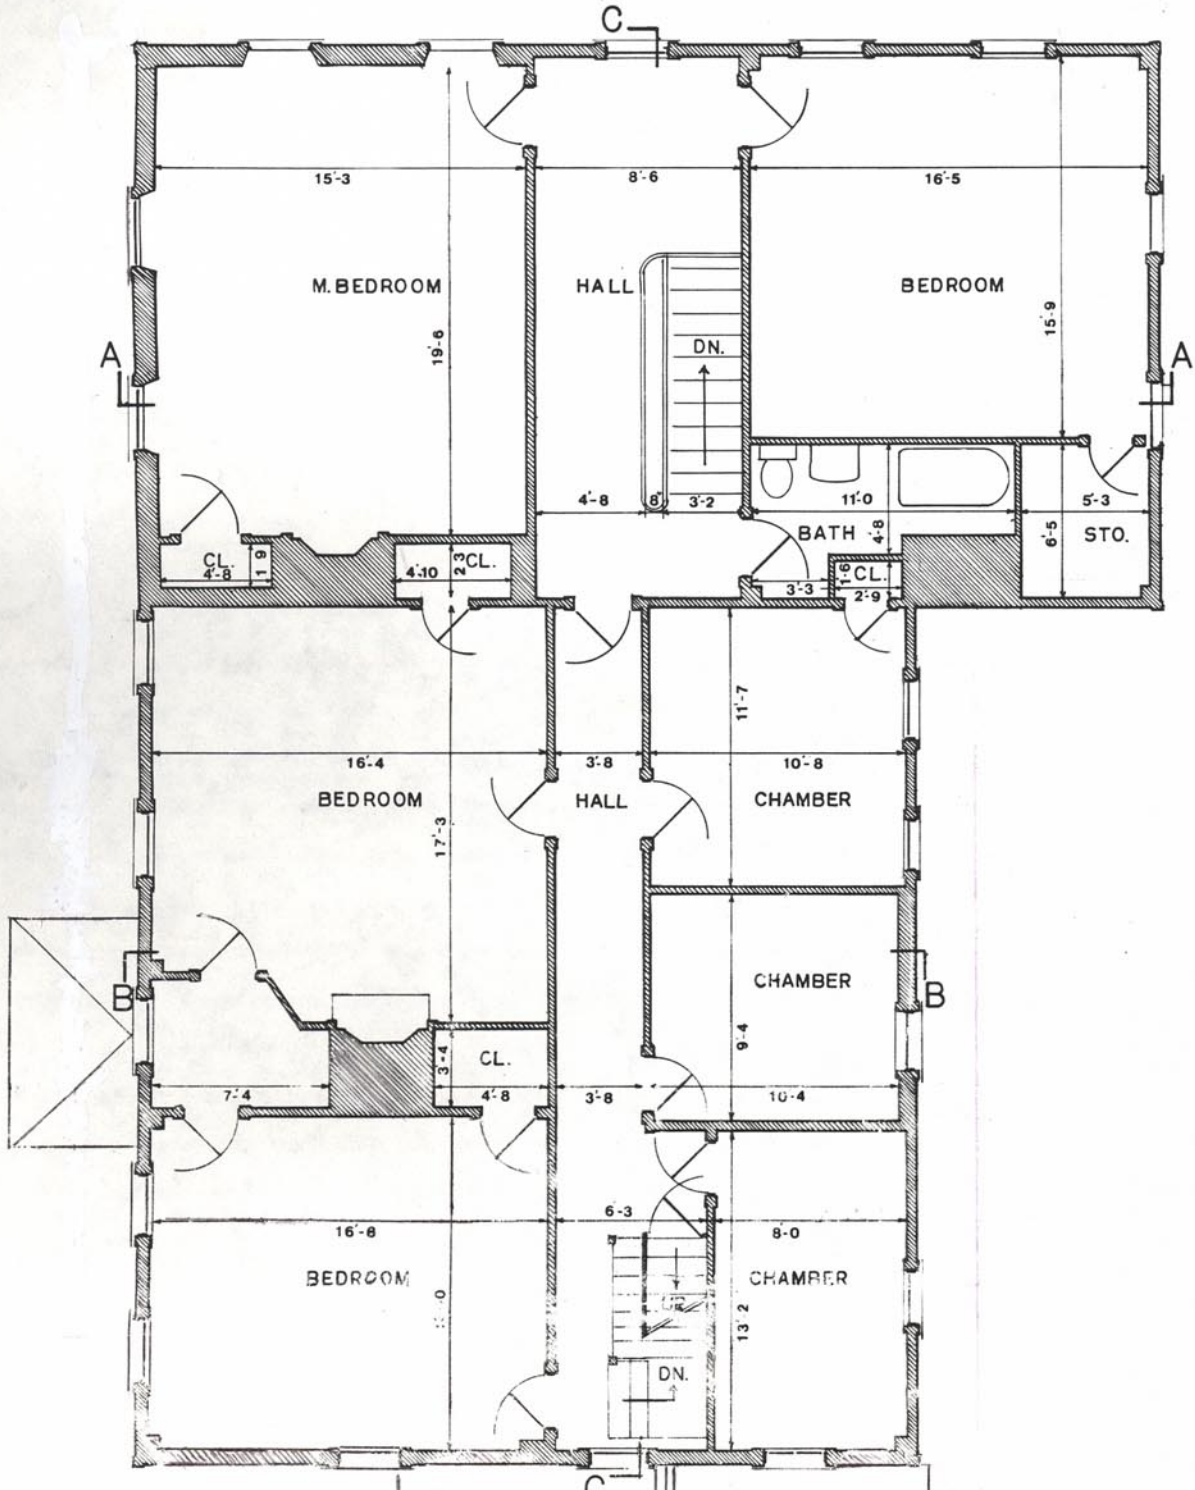 C
15'-3
8'-6
16'-5
M. BEDROOM
HALL
BEDROOM
19'-6
15'-9
A
DN.
A
4'-8
8"
3'-2
11'-0
5'-3
BATH
4'-8
6'-5
STO.
CL.
4'-8
1 9
4'-10
2'-3
CL.
3'-3
1'-6
CL.
2'-9
11'-7
16'-4
3'-8
10'-8
BEDROOM
HALL
CHAMBER
17'-3
CHAMBER
B
B
9'-4
CL.
3'-4
7'-4
4'-8
3'-8
10'-4
16'-8
6'-3
8'-0
BEDROOM
CHAMBER
UP
13'-2
DN.
C